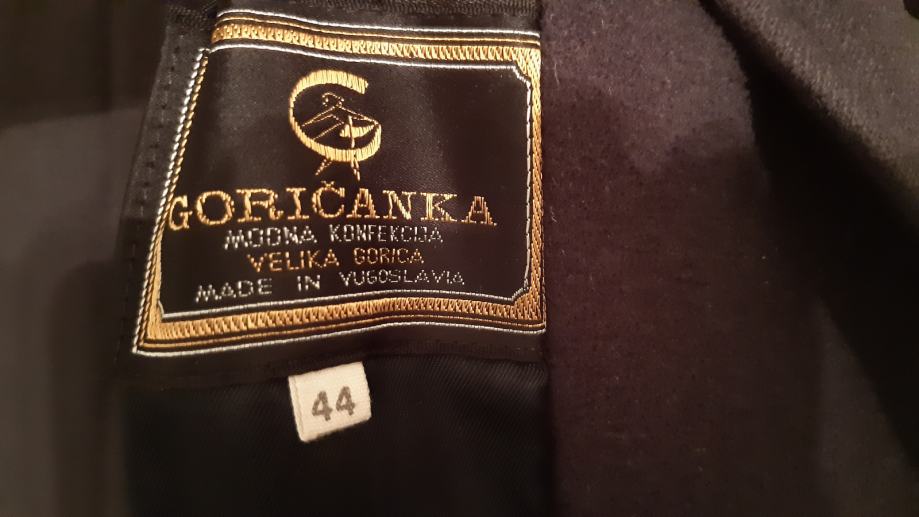 GORIČANKA
MODNA KONFEKCIJA
VELIKA GORICA
MADE IN YUGOSLAVIA
44